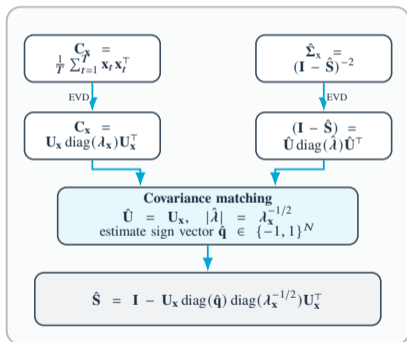 C_x =
1/T ∑_{t=1}^{T} x_t x_t^⊤
Σ̂_x =
(I − Ŝ)^{−2}
EVD
EVD
C_x =
U_x diag(λ_x)U_x^⊤
(I − Ŝ) =
Û diag(λ̂)Û^⊤
Covariance matching
Û = U_x, |λ̂| = λ_x^{−1/2}
estimate sign vector q̂ ∈ {−1, 1}^N
Ŝ = I − U_x diag(q̂) diag(λ_x^{−1/2})U_x^⊤